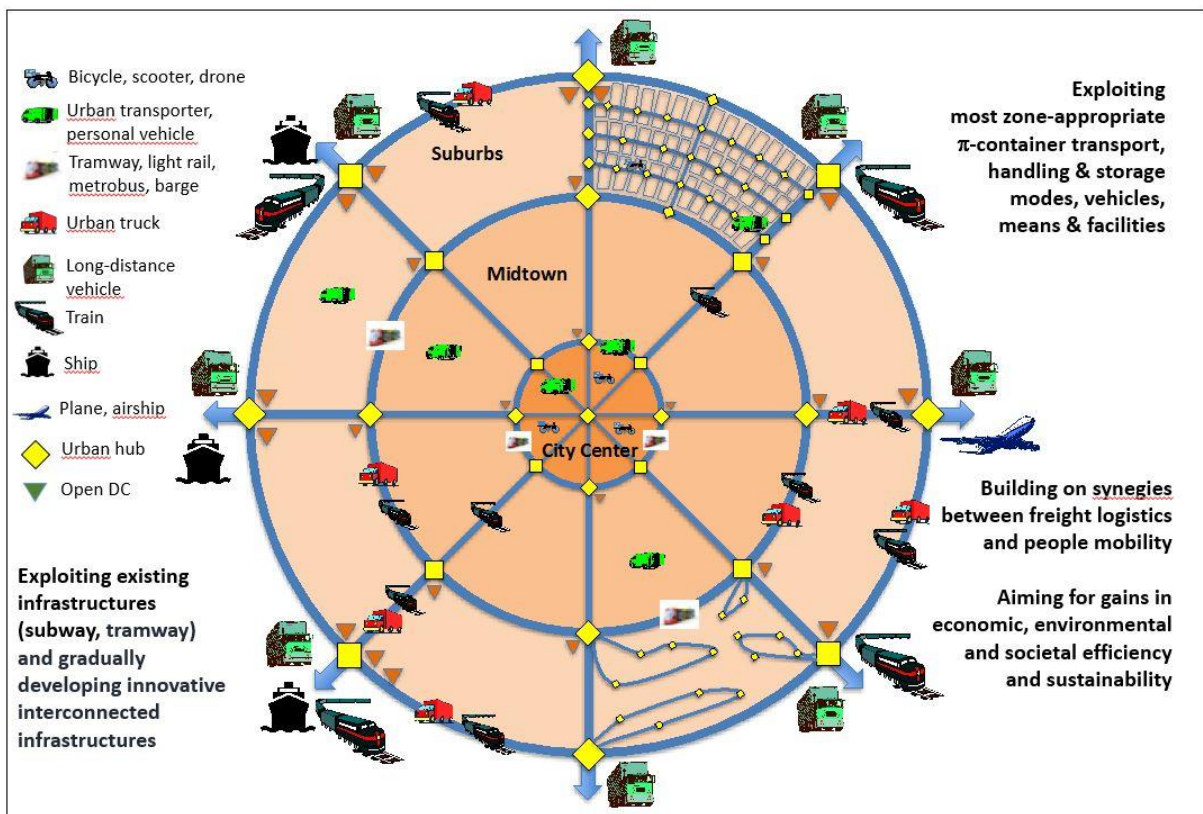 Bicycle, scooter, drone
Urban transporter,
personal vehicle
Tramway, light rail,
metrobus, barge
Urban truck
Long-distance
vehicle
Train
Ship
Plane, airship
Urban hub
Open DC
Exploiting existing
infrastructures
(subway, tramway)
and gradually
developing innovative
interconnected
infrastructures
Suburbs
Midtown
City Center
Exploiting
most zone-appropriate
π-container transport,
handling & storage
modes, vehicles,
means & facilities
Building on synegies
between freight logistics
and people mobility
Aiming for gains in
economic, environmental
and societal efficiency
and sustainability